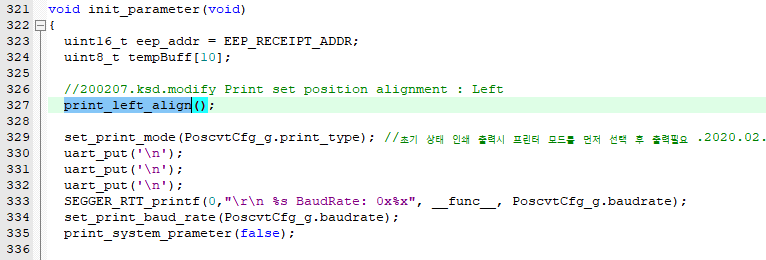 321 void init_parameter(void)
322 {
323 uint16_t eep_addr = EEP_RECEIPT_ADDR;
324 uint8_t tempBuff[10];
325
326 //200207.ksd.modify Print set position alignment : Left
327 print_left_align();
328
329 set_print_mode(PoscvtCfg_g.print_type); //초기 상태 인쇄 출력시 프린터 모드를 먼저 선택 후 출력필요 .2020.02.
330 uart_put('\n');
331 uart_put('\n');
332 uart_put('\n');
333 SEGGER_RTT_printf(0,"\r\n %s BaudRate: 0x%x", __func__, PoscvtCfg_g.baudrate);
334 set_print_baud_rate(PoscvtCfg_g.baudrate);
335 print_system_prameter(false);
336